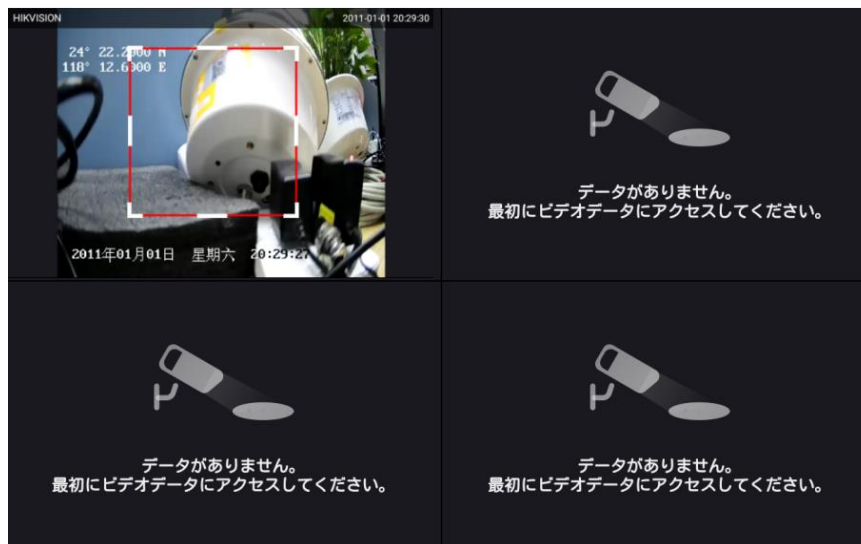 HIKVISION 2011-01-01 20:29:30
24° 22.2000 N
118° 12.6000 E
2011年01月01日 星期六 20:29:27
データがありません。
最初にビデオデータにアクセスしてください。
データがありません。
最初にビデオデータにアクセスしてください。
データがありません。
最初にビデオデータにアクセスしてください。